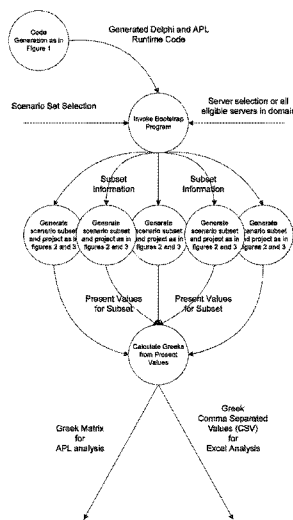 Code
Generation as in
Figure 1
Generated Delphi and APL
Runtime Code
Scenario Set Selection
Server selection or all
eligible servers in domain
Invoke Bootstrap
Program
Subset
Information
Subset
Information
Generate
scenario subset
and project as in
figures 2 and 3
Generate
scenario subset
and project as in
figures 2 and 3
Generate
scenario subset
and project as in
figures 2 and 3
Generate
scenario subset
and project as in
figures 2 and 3
Generate
scenario subset
and project as in
figures 2 and 3
Present Values
for Subset
Present Values
for Subset
Calculate Greeks
from Present
Values
Greek Matrix
for
APL analysis
Greek
Comma Separated
Values (CSV)
for
Excel Analysis